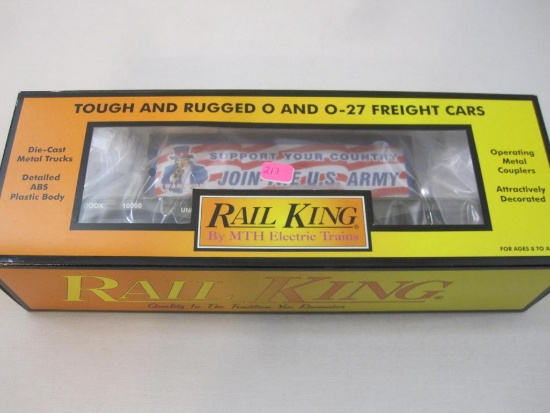 TOUGH AND RUGGED O AND O-27 FREIGHT CARS
Die-Cast
Metal Trucks
Detailed
ABS
Plastic Body
SUPPORT YOUR COUNTRY
JOIN THE U.S. ARMY
217
Operating
Metal
Couplers
Attractively
Decorated
RAIL KING®
By MTH Electric Trains
FOR AGES 8 TO A
RAIL KING®
Quality In The Tradition You Remember